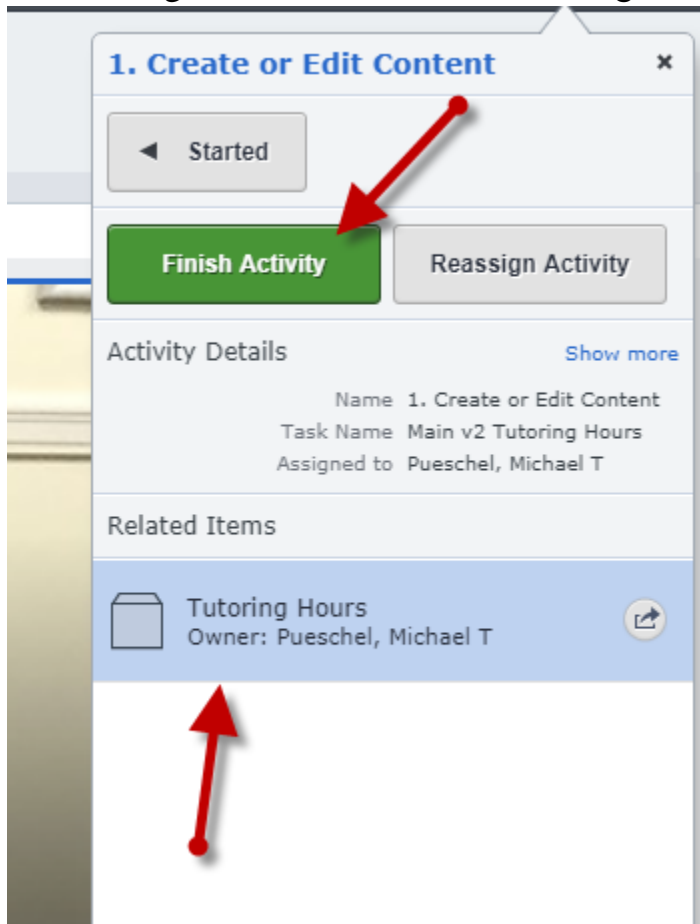 1. Create or Edit Content ×
◄ Started
Finish Activity Reassign Activity
Activity Details Show more
Name 1. Create or Edit Content
Task Name Main v2 Tutoring Hours
Assigned to Pueschel, Michael T
Related Items
Tutoring Hours
Owner: Pueschel, Michael T